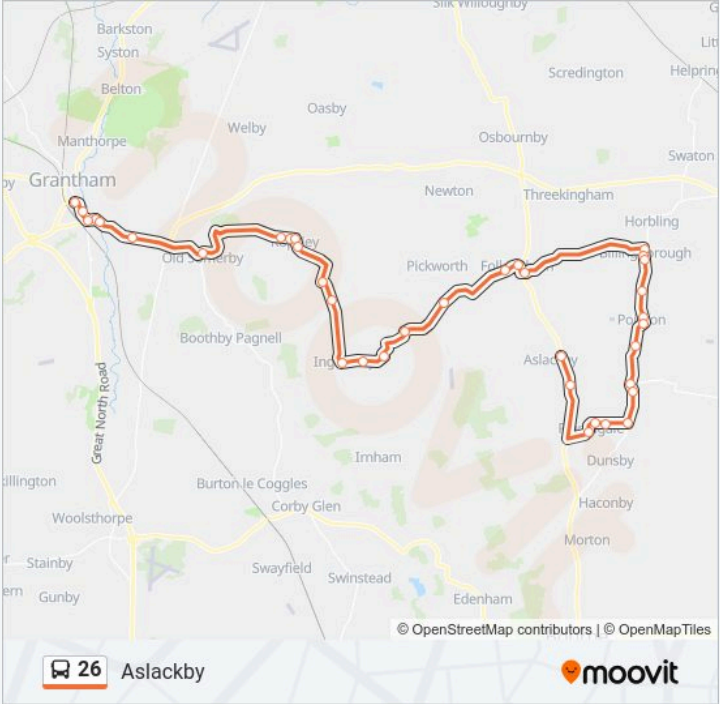 Silk Willoughby
Barkston
Syston
Scredington
Belton
Oasby
Welby
Osbournby
Manthorpe
Swaton
Grantham
Newton
Threekingham
Horbling
Old Somerby
Pickworth
Boothby Pagnell
Great North Road
Irnham
Dunsby
Burton le Coggles
Corby Glen
Haconby
Woolsthorpe
Morton
Stainby
Swayfield
Swinstead
Gunby
Edenham
© OpenStreetMap contributors | © OpenMapTiles
26 Aslackby
moovit